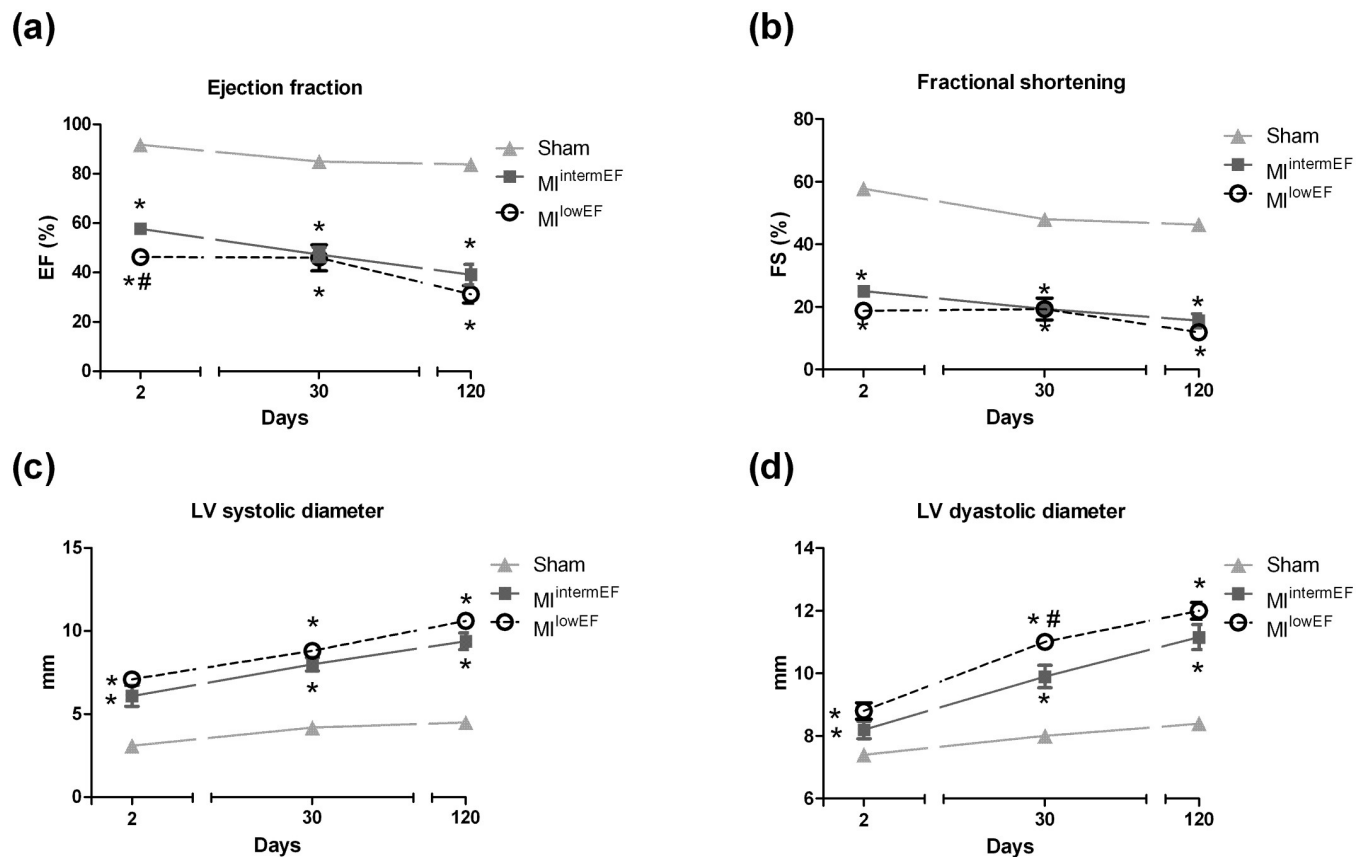 (a)
Ejection fraction
100
80
60
40
20
0
EF (%)
* * *
*# * *
2 30 120
Days
Sham
MI^intermEF
MI^lowEF
(b)
Fractional shortening
80
60
40
20
0
FS (%)
* * *
* * *
2 30 120
Days
Sham
MI^intermEF
MI^lowEF
(c)
LV systolic diameter
15
10
5
0
mm
* * *
* * *
2 30 120
Days
Sham
MI^intermEF
MI^lowEF
(d)
LV dyastolic diameter
14
12
10
8
6
mm
* *# *
* * *
2 30 120
Days
Sham
MI^intermEF
MI^lowEF